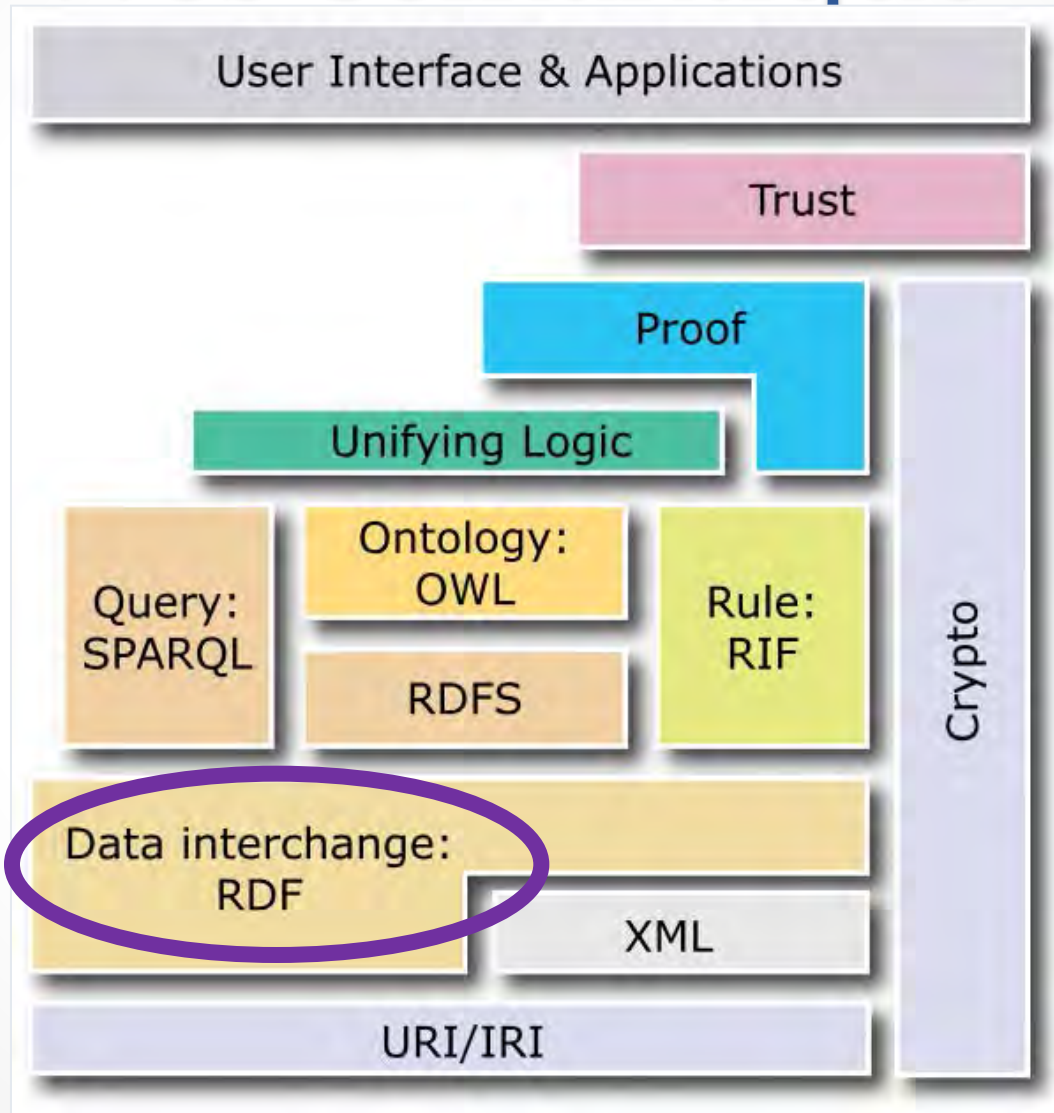 User Interface & Applications
Trust
Proof
Unifying Logic
Query:
SPARQL
Ontology:
OWL
RDFS
Rule:
RIF
Crypto
Data interchange:
RDF
XML
URI/IRI